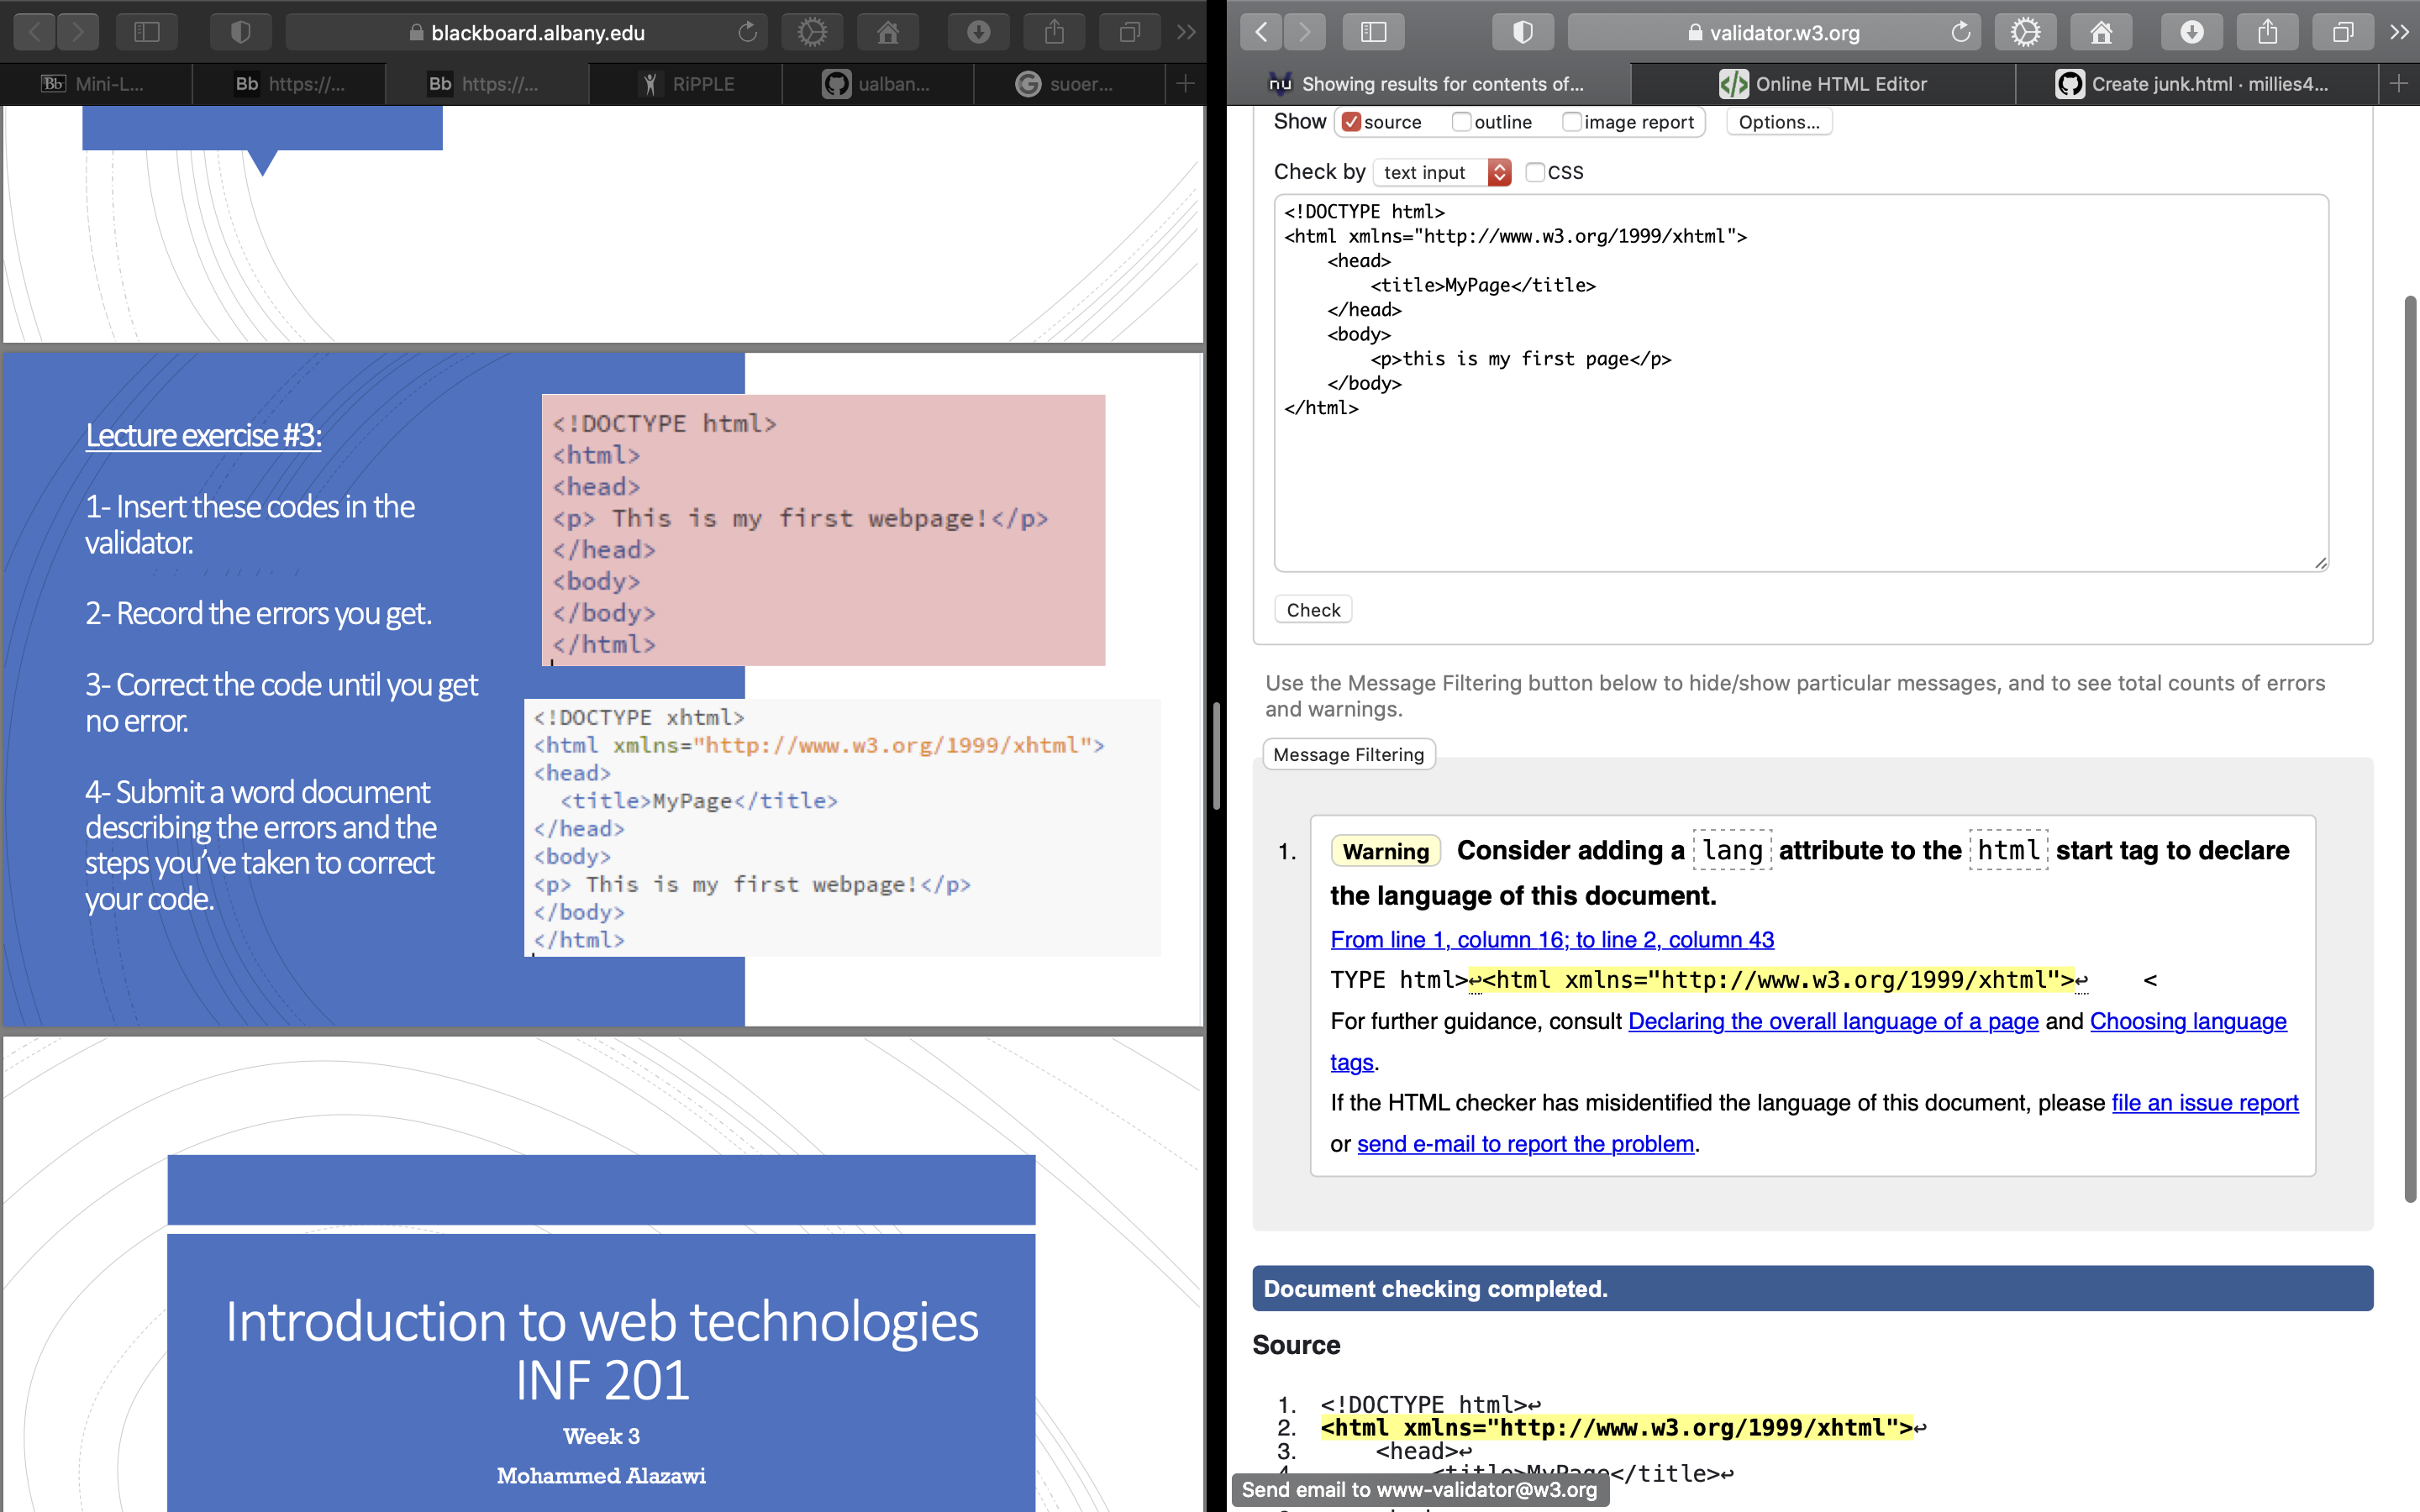 blackboard.albany.edu
Mini-L...
Bb https://...
Bb https://...
RiPPLE
ualban...
G suoer...
Lecture exercise #3:
1- Insert these codes in the
validator.
2- Record the errors you get.
3- Correct the code until you get
no error.
4- Submit a word document
describing the errors and the
steps you've taken to correct
your code.
<!DOCTYPE html>
<html>
<head>
<p> This is my first webpage!</p>
</head>
<body>
</body>
</html>
<!DOCTYPE xhtml>
<html xmlns="http://www.w3.org/1999/xhtml">
<head>
<title>MyPage</title>
</head>
<body>
<p> This is my first webpage!</p>
</body>
</html>
Introduction to web technologies
INF 201
Week 3
Mohammed Alazawi
validator.w3.org
nu Showing results for contents of...
Online HTML Editor
Create junk.html · millies4...
Show source outline image report Options...
Check by text input CSS
<!DOCTYPE html>
<html xmlns="http://www.w3.org/1999/xhtml">
<head>
<title>MyPage</title>
</head>
<body>
<p>this is my first page</p>
</body>
</html>
Check
Use the Message Filtering button below to hide/show particular messages, and to see total counts of errors
and warnings.
Message Filtering
1. Warning Consider adding a lang attribute to the html start tag to declare
the language of this document.
From line 1, column 16; to line 2, column 43
TYPE html>↩<html xmlns="http://www.w3.org/1999/xhtml">↩ <
For further guidance, consult Declaring the overall language of a page and Choosing language
tags.
If the HTML checker has misidentified the language of this document, please file an issue report
or send e-mail to report the problem.
Document checking completed.
Source
1. <!DOCTYPE html>↩
2. <html xmlns="http://www.w3.org/1999/xhtml">↩
3. <head>↩
4. <title>MyPage</title>↩
Send email to www-validator@w3.org